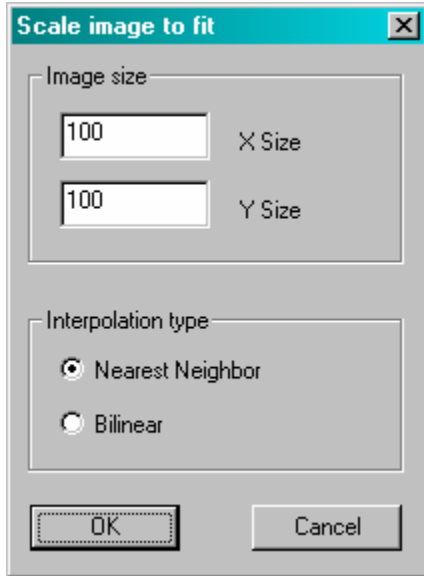 Scale image to fit
Image size
100 X Size
100 Y Size
Interpolation type
Nearest Neighbor
Bilinear
OK Cancel